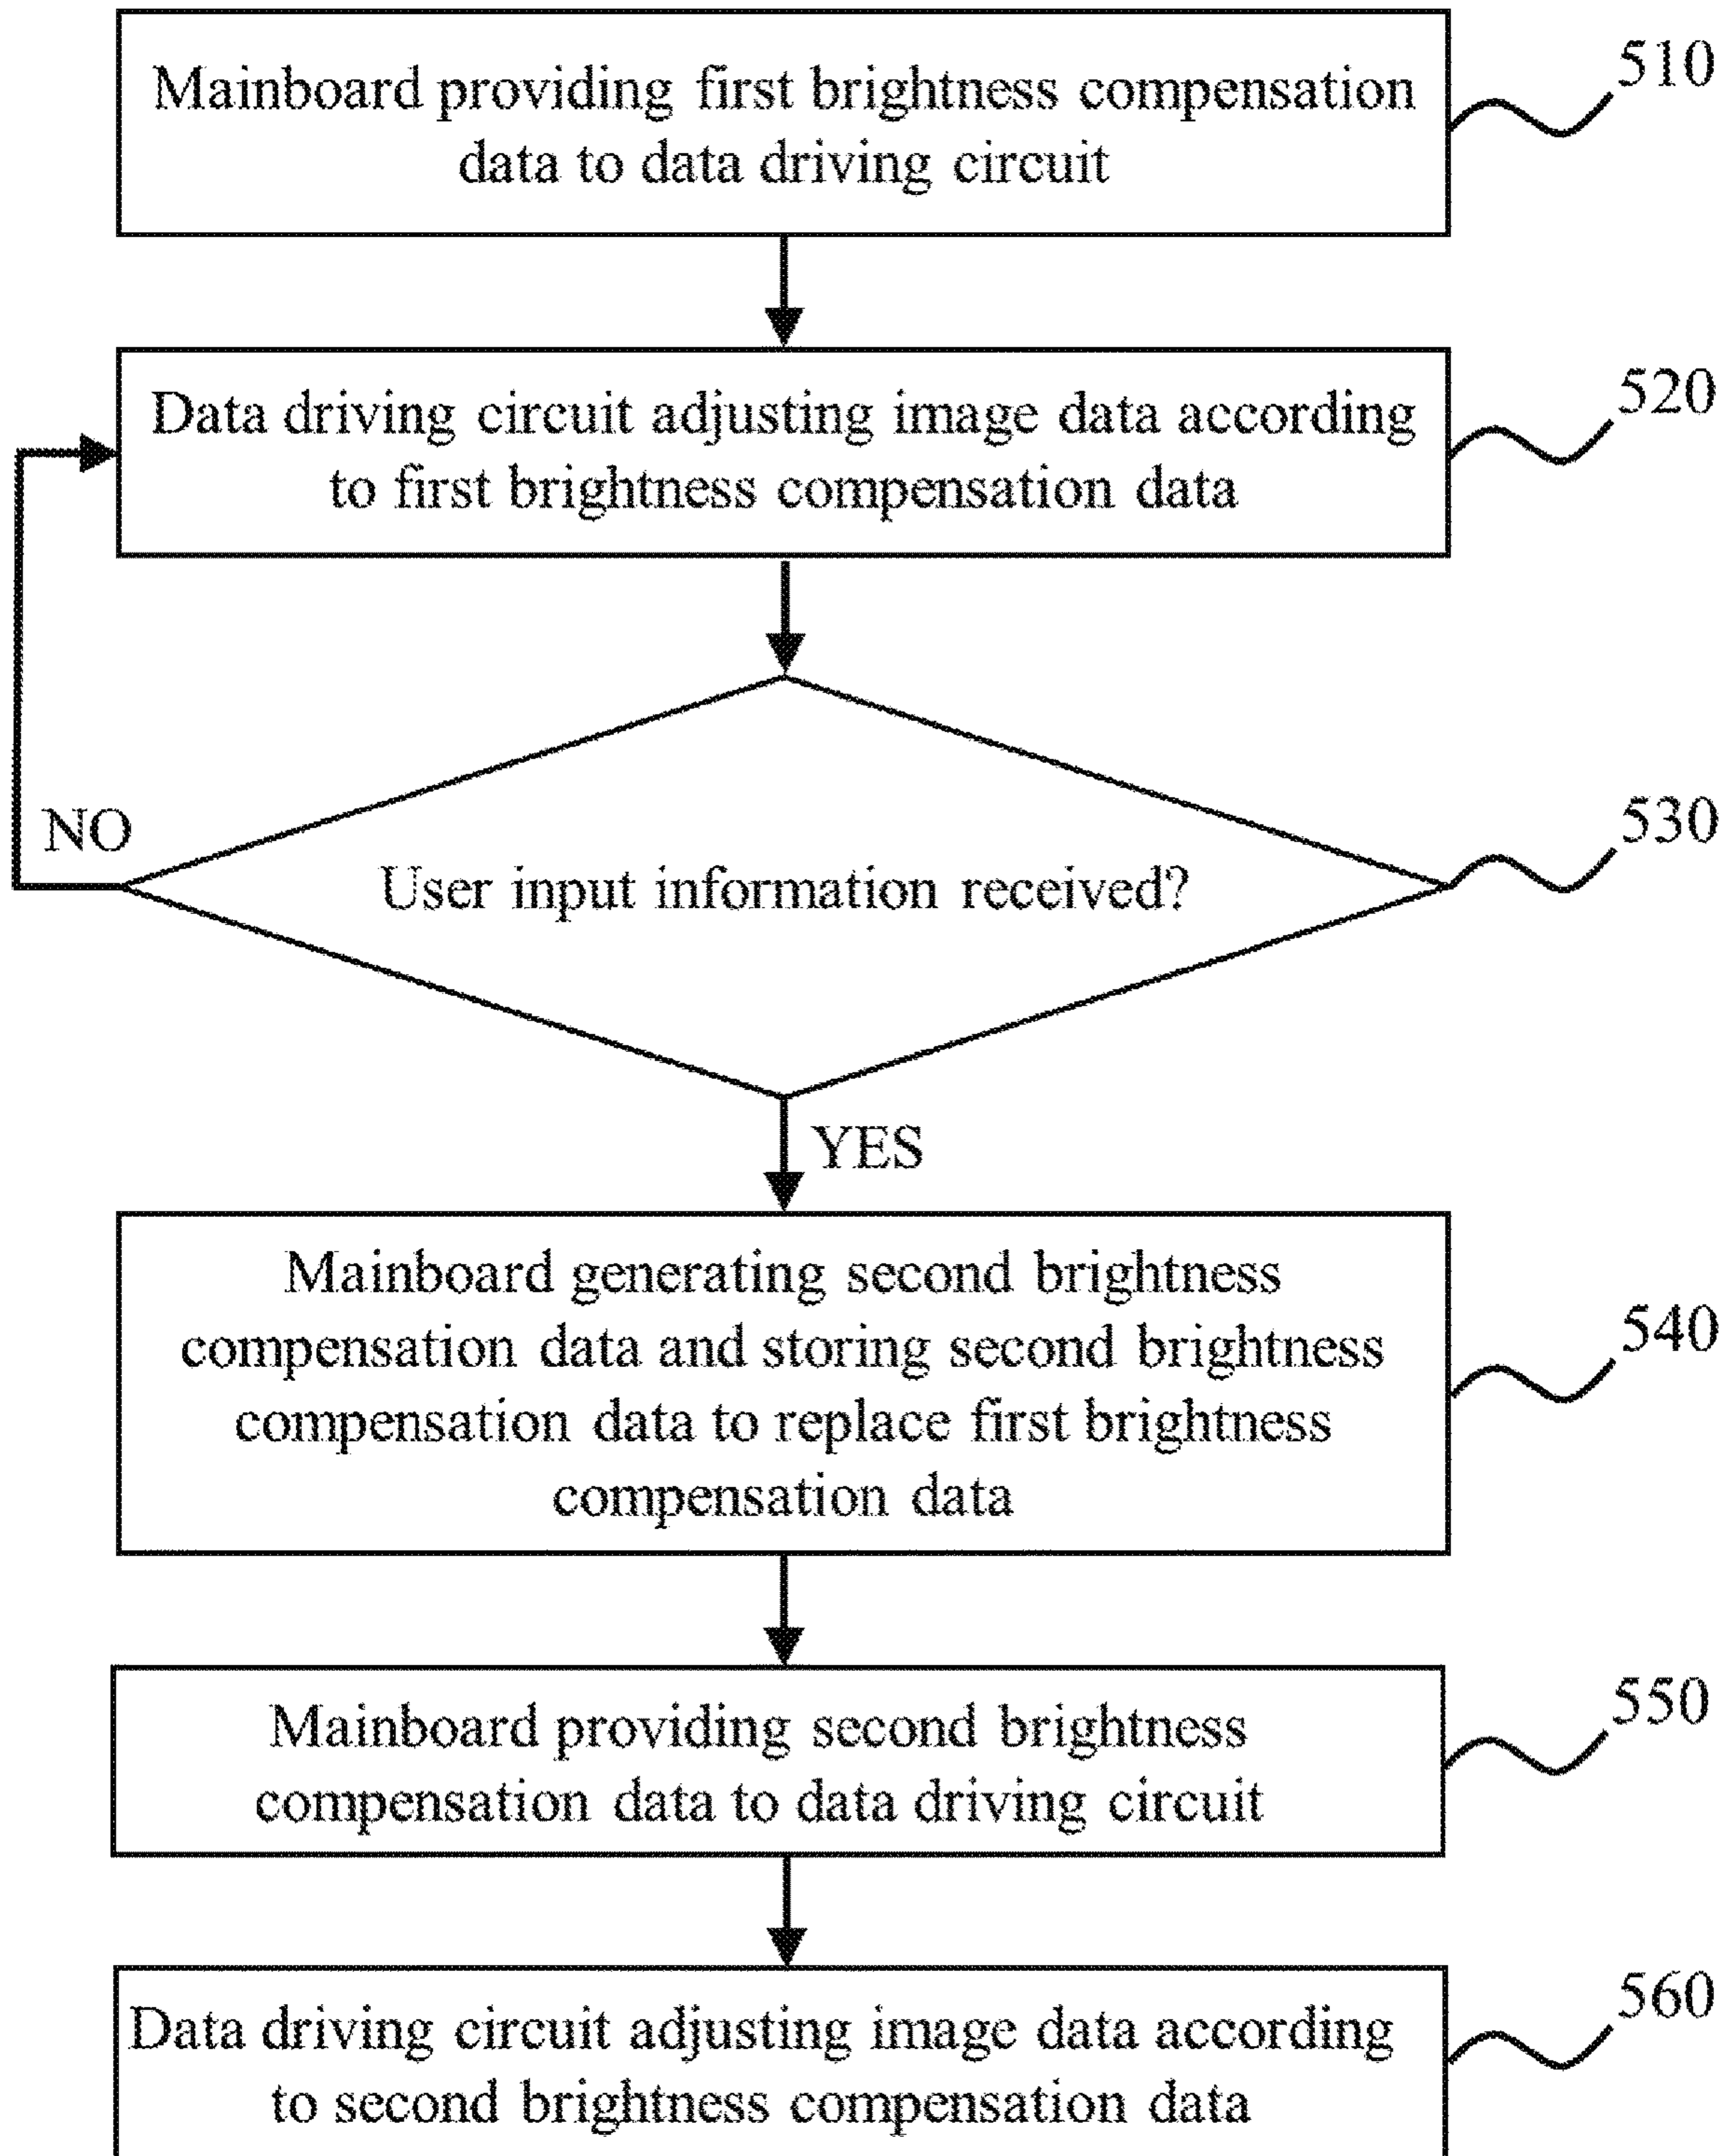 Mainboard providing first brightness compensation
data to data driving circuit
510
Data driving circuit adjusting image data according
to first brightness compensation data
520
User input information received?
530
NO
YES
Mainboard generating second brightness
compensation data and storing second brightness
compensation data to replace first brightness
compensation data
540
Mainboard providing second brightness
compensation data to data driving circuit
550
Data driving circuit adjusting image data according
to second brightness compensation data
560